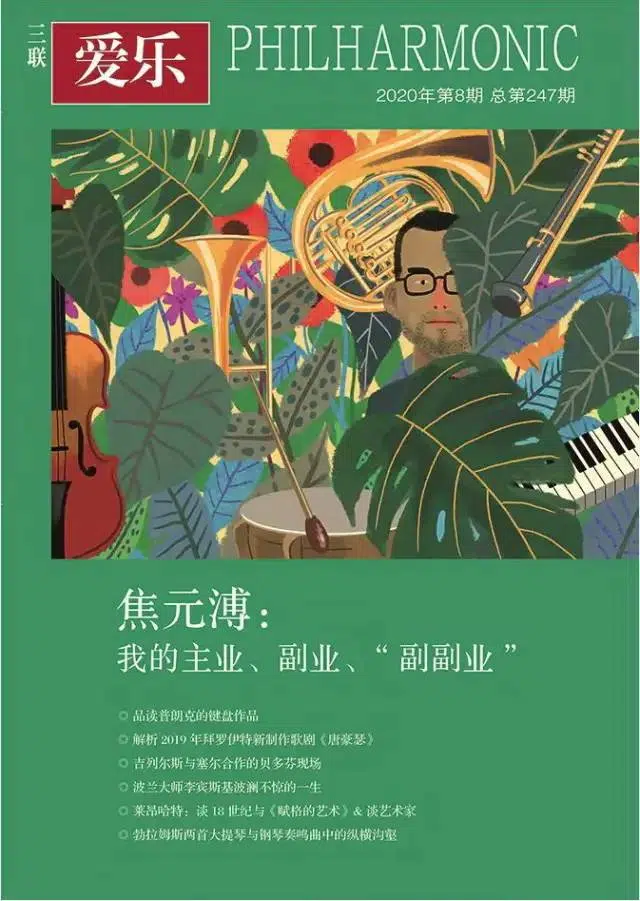 三联
爱乐
PHILHARMONIC
2020年第8期 总第247期
焦元溥：
我的主业、副业、“副副业”
◎ 品读普朗克的键盘作品
◎ 解析2019年拜罗伊特新制作歌剧《唐豪瑟》
◎ 吉列尔斯与塞尔合作的贝多芬现场
◎ 波兰大师李宾斯基波澜不惊的一生
◎ 莱昂哈特：谈18世纪与《赋格的艺术》& 谈艺术家
◎ 勃拉姆斯两首大提琴与钢琴奏鸣曲中的纵横沟壑